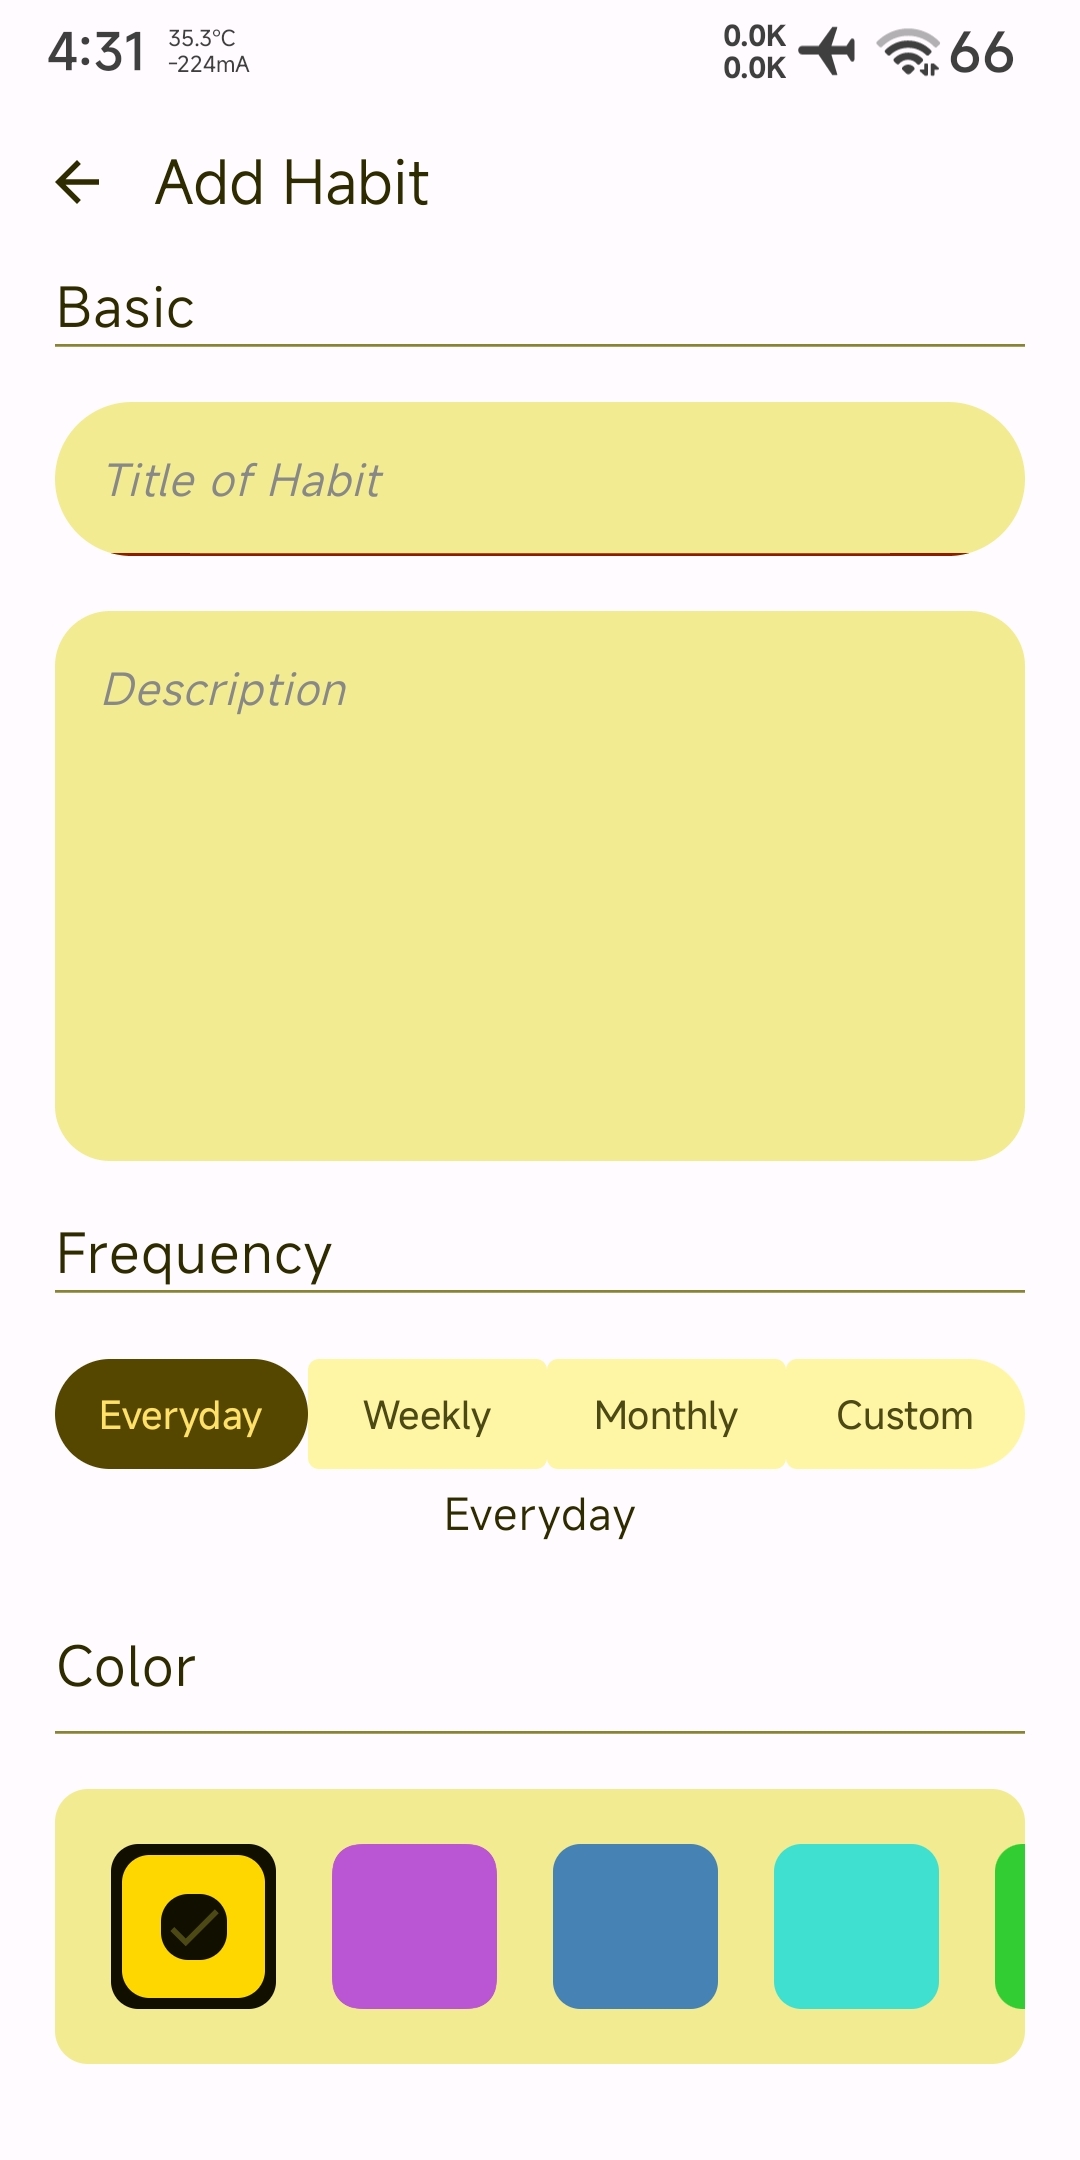 4:31 35.3°C 0.0K 66
-224mA 0.0K
Add Habit
Basic
Title of Habit
Description
Frequency
Everyday Weekly Monthly Custom
Everyday
Color